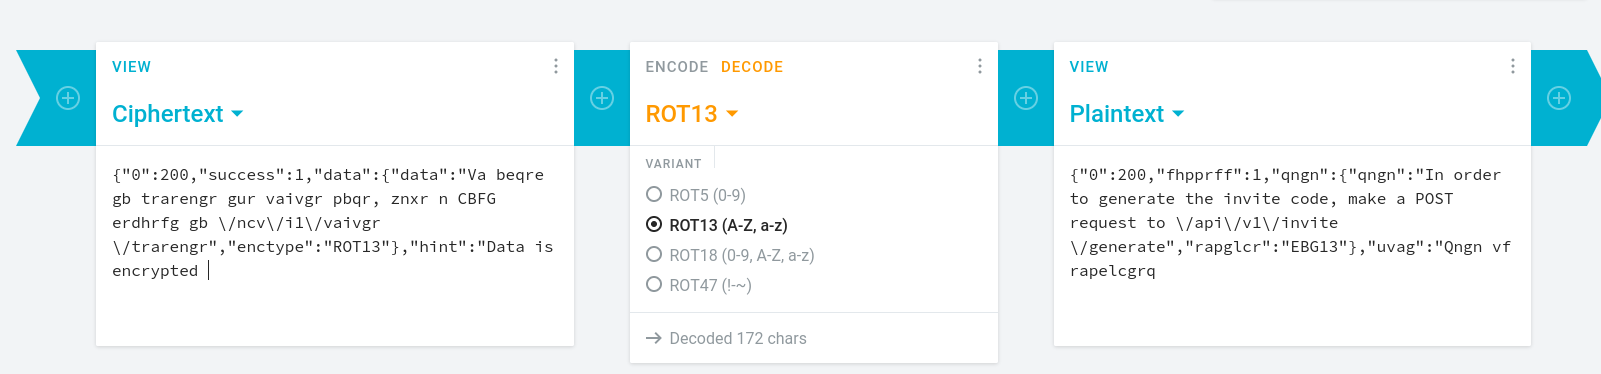 VIEW
Ciphertext
{"0":200,"success":1,"data":{"data":"Va beqre
gb trarengr gur vaivgr pbqr, znxr n CBFG
erdhrfg gb \/ncv\/i1\/vaivgr
\/trarengr","enctype":"ROT13"},"hint":"Data is
encrypted
ENCODE DECODE
ROT13
VARIANT
ROT5 (0-9)
ROT13 (A-Z, a-z)
ROT18 (0-9, A-Z, a-z)
ROT47 (!-~)
→ Decoded 172 chars
VIEW
Plaintext
{"0":200,"fhpprff":1,"qngn":{"qngn":"In order
to generate the invite code, make a POST
request to \/api\/v1\/invite
\/generate","rapglcr":"EBG13"},"uvag":"Qngn vf
rapelcgrq